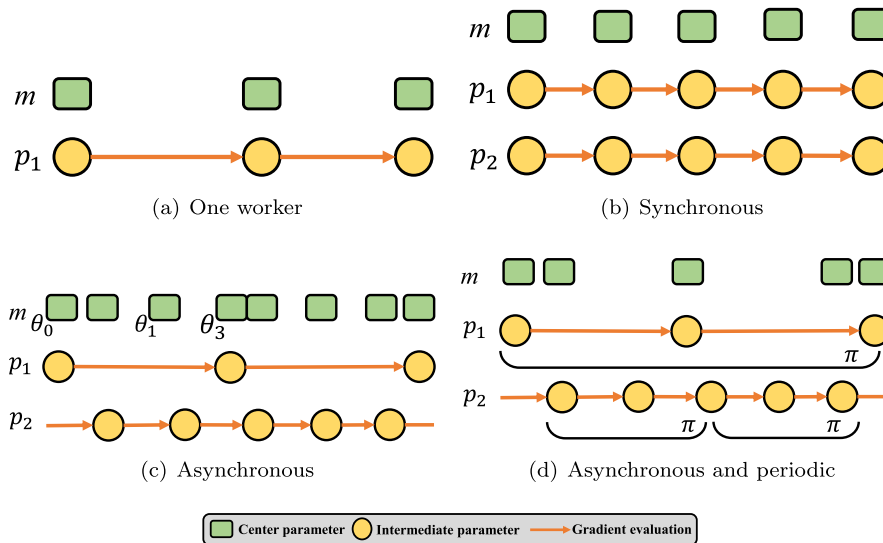 m
p₁
(a) One worker
m
p₁
p₂
(b) Synchronous
m
θ₀
θ₁
θ₃
p₁
p₂
(c) Asynchronous
m
p₁
π
p₂
π
π
(d) Asynchronous and periodic
Center parameter Intermediate parameter Gradient evaluation